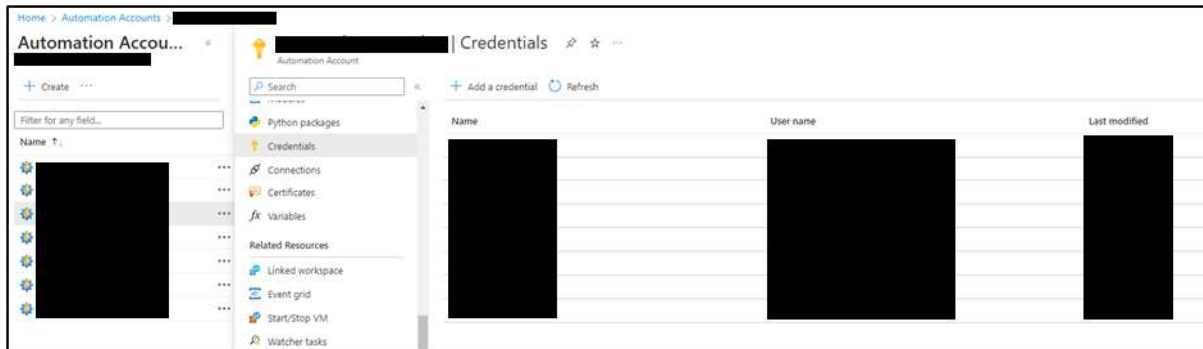 Home > Automation Accounts >
Automation Accou... «
+ Create ...
Filter for any field...
Name ↑↓
| Credentials ...
Automation Account
Search «
Python packages
Credentials
Connections
Certificates
fx Variables
Related Resources
Linked workspace
Event grid
Start/Stop VM
Watcher tasks
+ Add a credential Refresh
Name User name Last modified